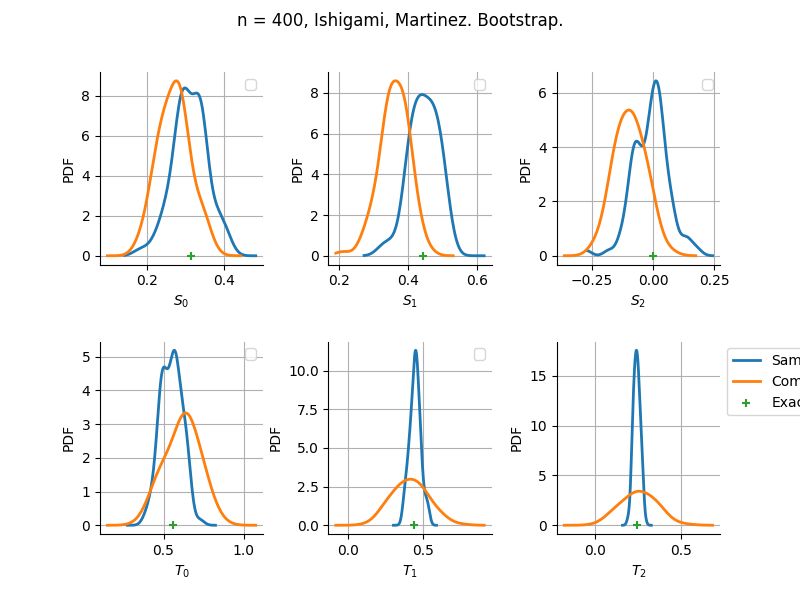 n = 400, Ishigami, Martinez. Bootstrap.
PDF
8
6
4
2
0
0.2
0.4
S₀
PDF
8
6
4
2
0
0.2
0.4
0.6
S₁
PDF
6
4
2
0
−0.25
0.00
0.25
S₂
PDF
5
4
3
2
1
0
0.5
1.0
T₀
PDF
10.0
7.5
5.0
2.5
0.0
0.0
0.5
T₁
PDF
15
10
5
0
0.0
0.5
T₂
Sam
Com
Exac